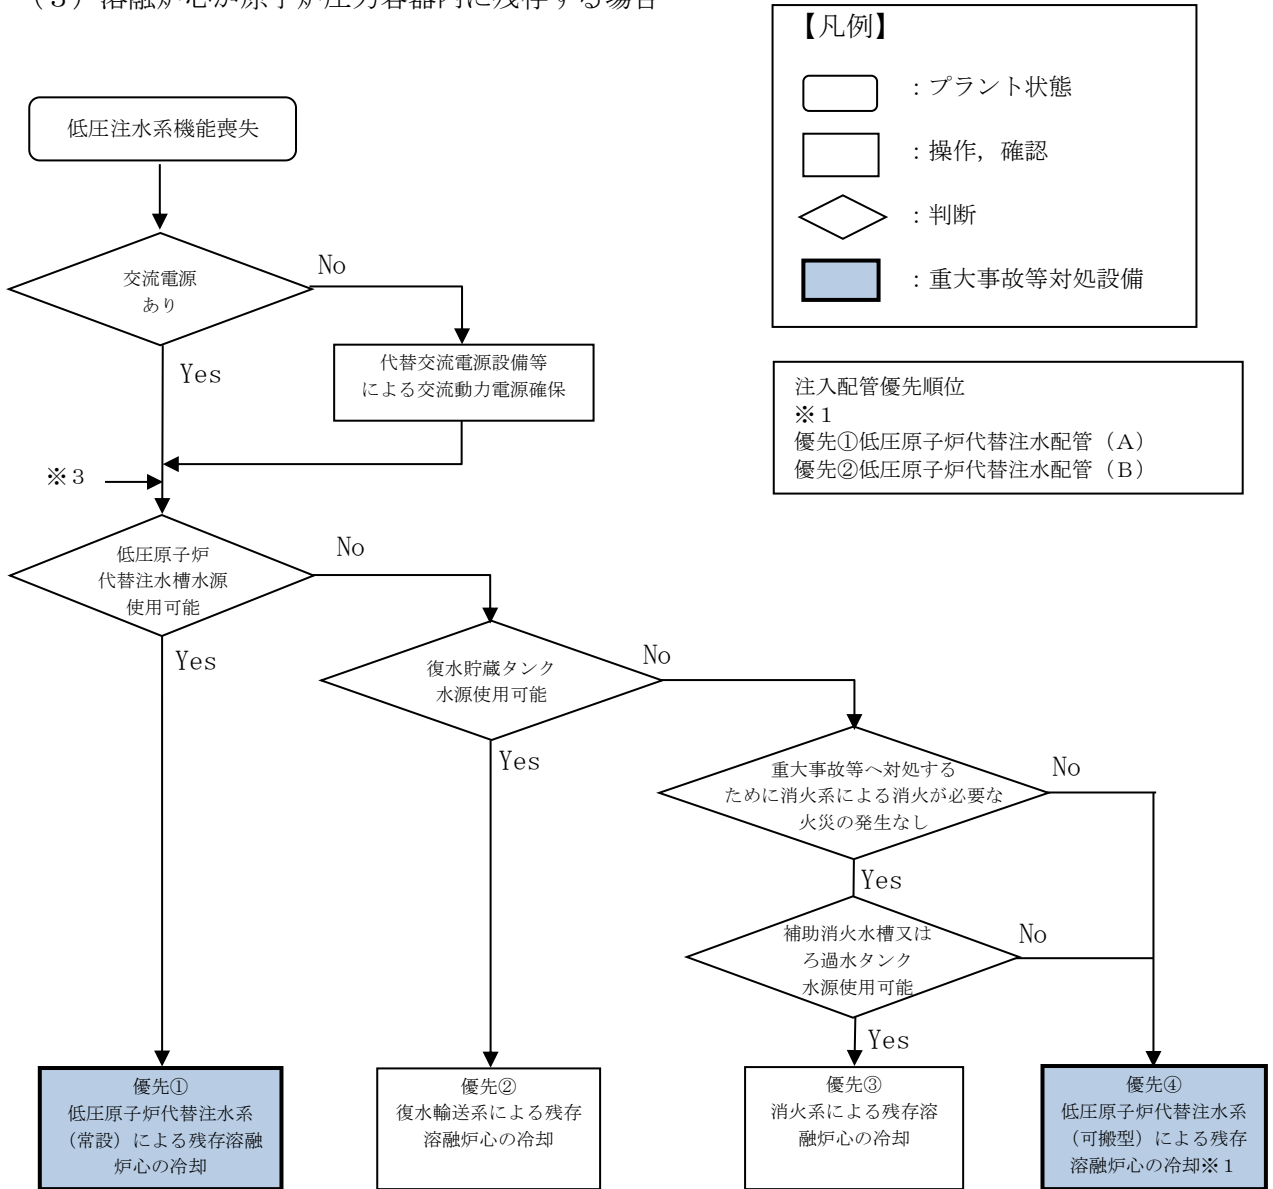 （３）溶融炉心が原子炉圧力容器内に残存する場合
【凡例】
：プラント状態
：操作，確認
：判断
：重大事故等対処設備
注入配管優先順位
※１
優先①低圧原子炉代替注水配管（Ａ）
優先②低圧原子炉代替注水配管（Ｂ）
低圧注水系機能喪失
交流電源
あり
No
Yes
代替交流電源設備等
による交流動力電源確保
※３
低圧原子炉
代替注水槽水源
使用可能
No
Yes
復水貯蔵タンク
水源使用可能
No
Yes
重大事故等へ対処する
ために消火系による消火が必要な
火災の発生なし
No
Yes
補助消火水槽又は
ろ過水タンク
水源使用可能
No
Yes
優先①
低圧原子炉代替注水系
（常設）による残存溶融
炉心の冷却
優先②
復水輸送系による残存
溶融炉心の冷却
優先③
消火系による残存溶
融炉心の冷却
優先④
低圧原子炉代替注水系
（可搬型）による残存
溶融炉心の冷却※１